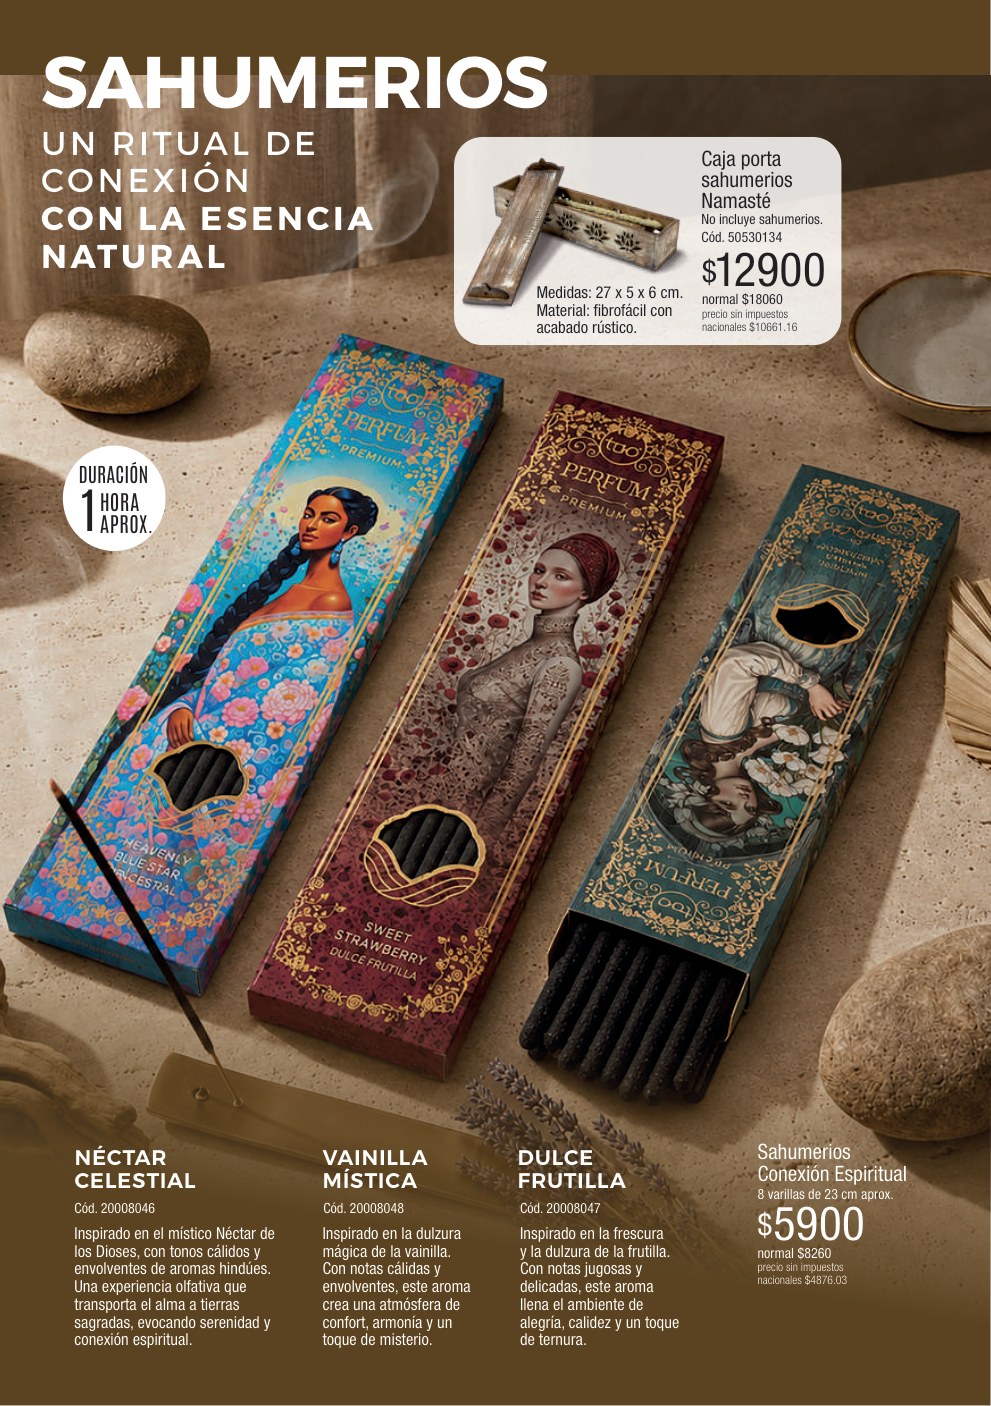 SAHUMERIOS
UN RITUAL DE
CONEXIÓN
CON LA ESENCIA
NATURAL
Caja porta
sahumerios
Namasté
No incluye sahumerios.
Cód. 50530134
$12900
normal $18060
precio sin impuestos
nacionales $10661.16
Medidas: 27 x 5 x 6 cm.
Material: fibrofácil con
acabado rústico.
DURACIÓN
1 HORA
APROX.
too
PERFUM
PREMIUM
HEAVENLY
BLUE STAR
ANCESTRAL
too
PERFUM
PREMIUM
SWEET
STRAWBERRY
DULCE FRUTILLA
too
PERFUM
too
NÉCTAR
CELESTIAL
Cód. 20008046
Inspirado en el místico Néctar de
los Dioses, con tonos cálidos y
envolventes de aromas hindúes.
Una experiencia olfativa que
transporta el alma a tierras
sagradas, evocando serenidad y
conexión espiritual.
VAINILLA
MÍSTICA
Cód. 20008048
Inspirado en la dulzura
mágica de la vainilla.
Con notas cálidas y
envolventes, este aroma
crea una atmósfera de
confort, armonía y un
toque de misterio.
DULCE
FRUTILLA
Cód. 20008047
Inspirado en la frescura
y la dulzura de la frutilla.
Con notas jugosas y
delicadas, este aroma
llena el ambiente de
alegría, calidez y un toque
de ternura.
Sahumerios
Conexión Espiritual
8 varillas de 23 cm aprox.
$5900
normal $8260
precio sin impuestos
nacionales $4876.03